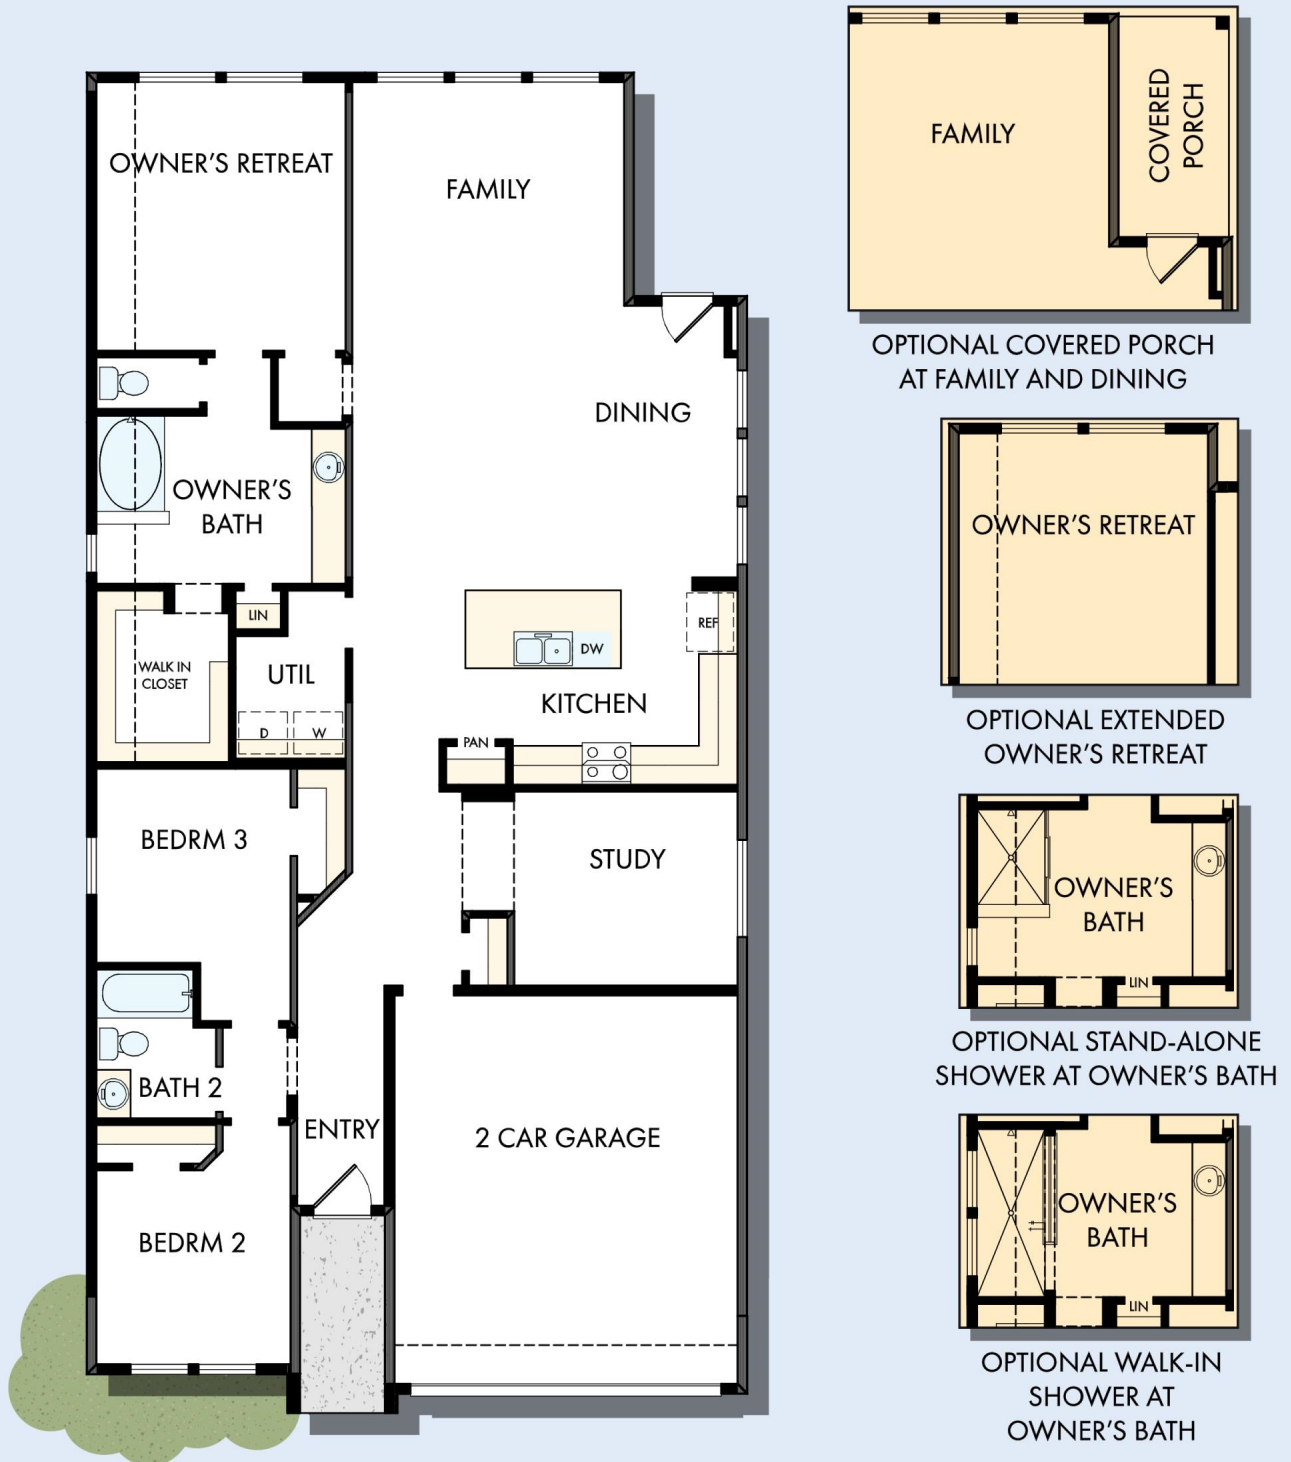 OWNER'S RETREAT
FAMILY
DINING
OWNER'S
BATH
LIN
WALK IN
CLOSET
UTIL
D
W
REF
DW
KITCHEN
PAN
BEDRM 3
STUDY
BATH 2
ENTRY
2 CAR GARAGE
BEDRM 2
FAMILY
COVERED
PORCH
OPTIONAL COVERED PORCH
AT FAMILY AND DINING
OWNER'S RETREAT
OPTIONAL EXTENDED
OWNER'S RETREAT
OWNER'S
BATH
LIN
OPTIONAL STAND-ALONE
SHOWER AT OWNER'S BATH
OWNER'S
BATH
LIN
OPTIONAL WALK-IN
SHOWER AT
OWNER'S BATH